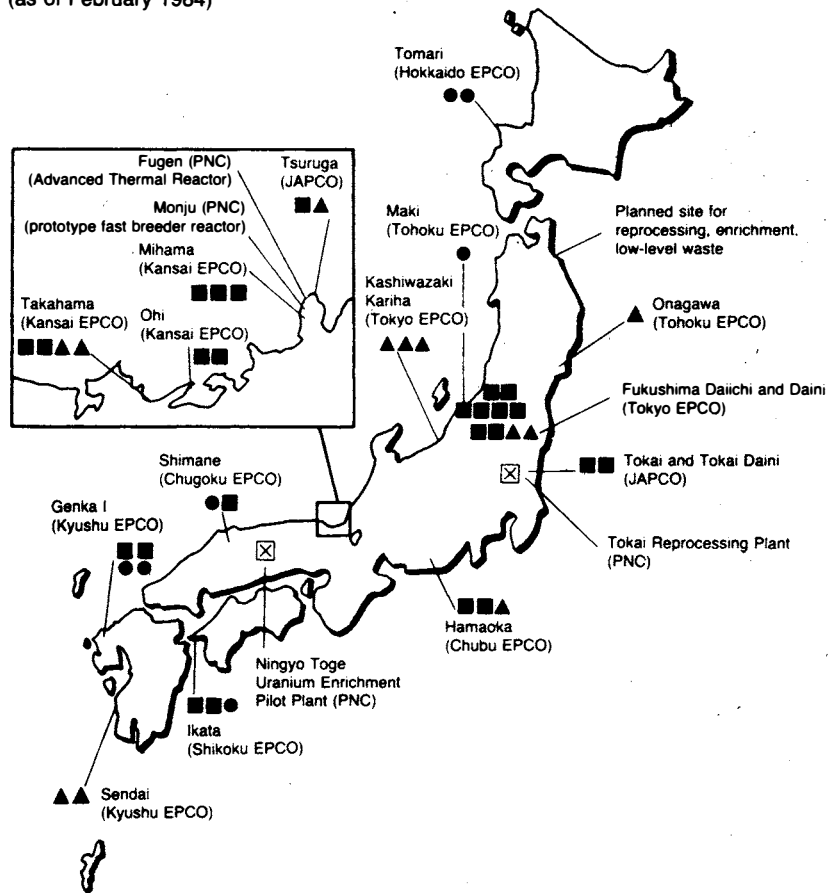 (as of February 1984)
Tomari
(Hokkaido EPCO)
Fugen (PNC)
(Advanced Thermal Reactor)
Tsuruga
(JAPCO)
Monju (PNC)
(prototype fast breeder reactor)
Mihama
(Kansai EPCO)
Takahama
(Kansai EPCO)
Ohi
(Kansai EPCO)
Maki
(Tohoku EPCO)
Planned site for
reprocessing, enrichment,
low-level waste
Kashiwazaki
Kariha
(Tokyo EPCO)
Onagawa
(Tohoku EPCO)
Fukushima Daiichi and Daini
(Tokyo EPCO)
Shimane
(Chugoku EPCO)
Tokai and Tokai Daini
(JAPCO)
Genka I
(Kyushu EPCO)
Tokai Reprocessing Plant
(PNC)
Hamaoka
(Chubu EPCO)
Ningyo Toge
Uranium Enrichment
Pilot Plant (PNC)
Ikata
(Shikoku EPCO)
Sendai
(Kyushu EPCO)